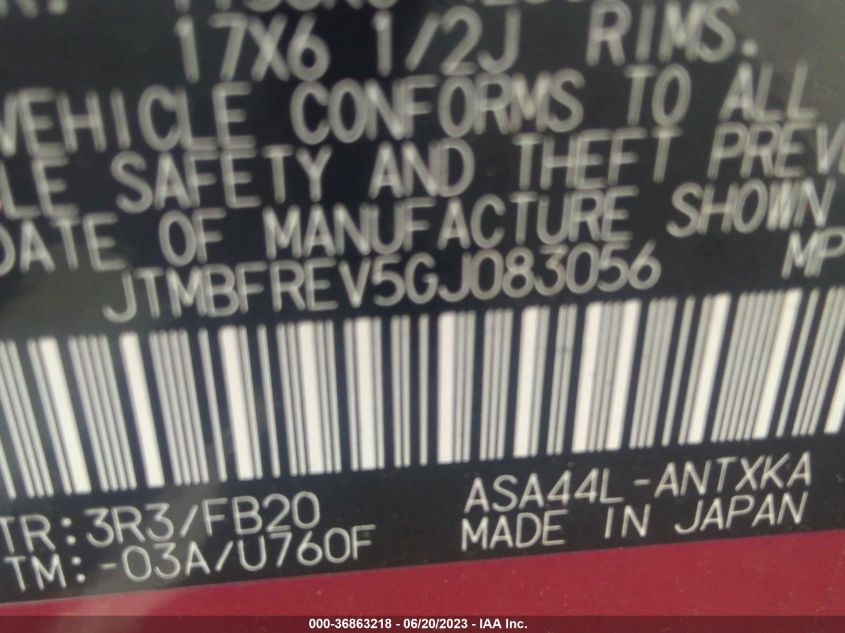 17X6 1/2J RIMS.
VEHICLE CONFORMS TO ALL
SAFETY AND THEFT PREV
DATE OF MANUFACTURE SHOWN
JTMBFREV5GJ083056 MP
TR:3R3/FB20 ASA44L-ANTXKA
TM:-03A/U760F MADE IN JAPAN
000-36863218 - 06/20/2023 - IAA Inc.